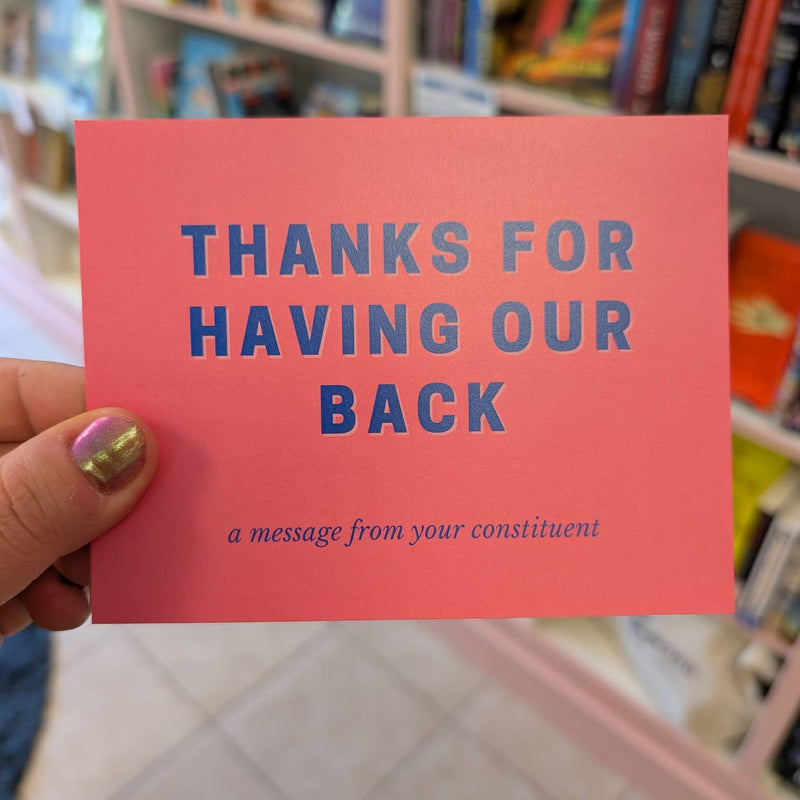 THANKS FOR
HAVING OUR
BACK
a message from your constituent